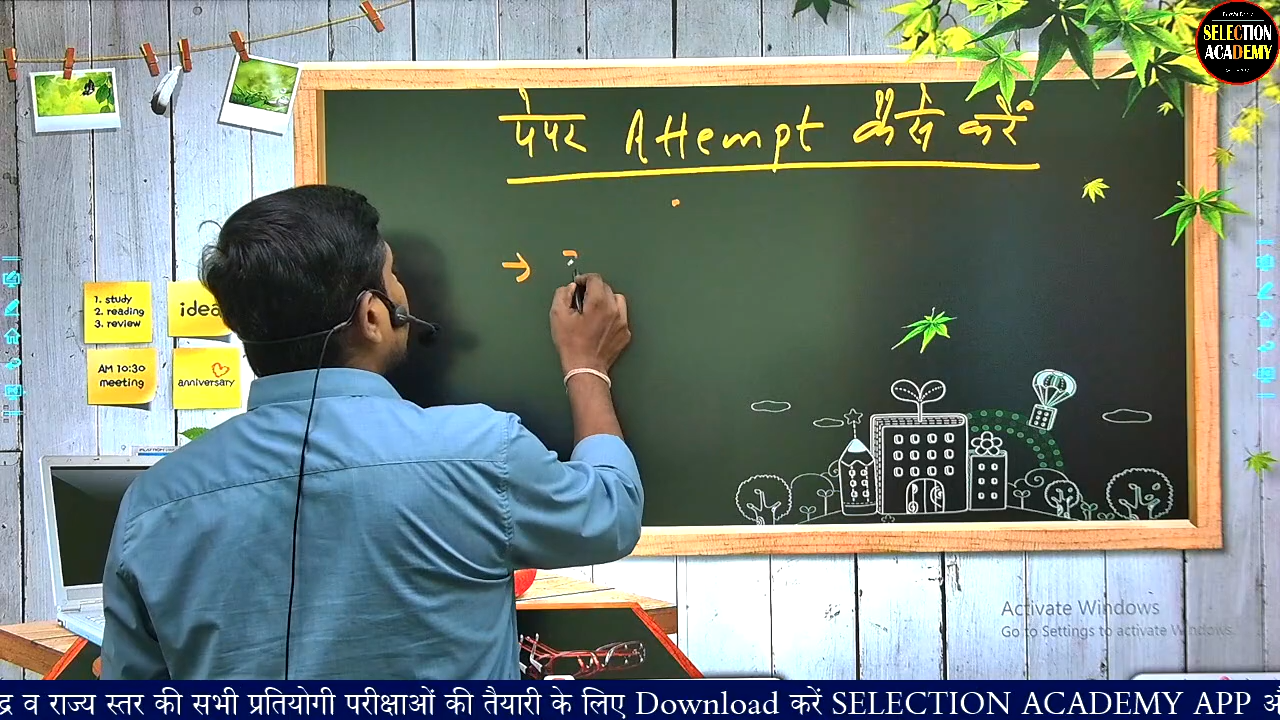 SELECTION
ACADEMY
पेपर Attempt कैसे करें
→
1. study
2. reading
3. review
idea
AM 10:30
meeting
anniversary
Activate Windows
Go to Settings to activate Windows.
व राज्य स्तर की सभी प्रतियोगी परीक्षाओं की तैयारी के लिए Download करें SELECTION ACADEMY APP